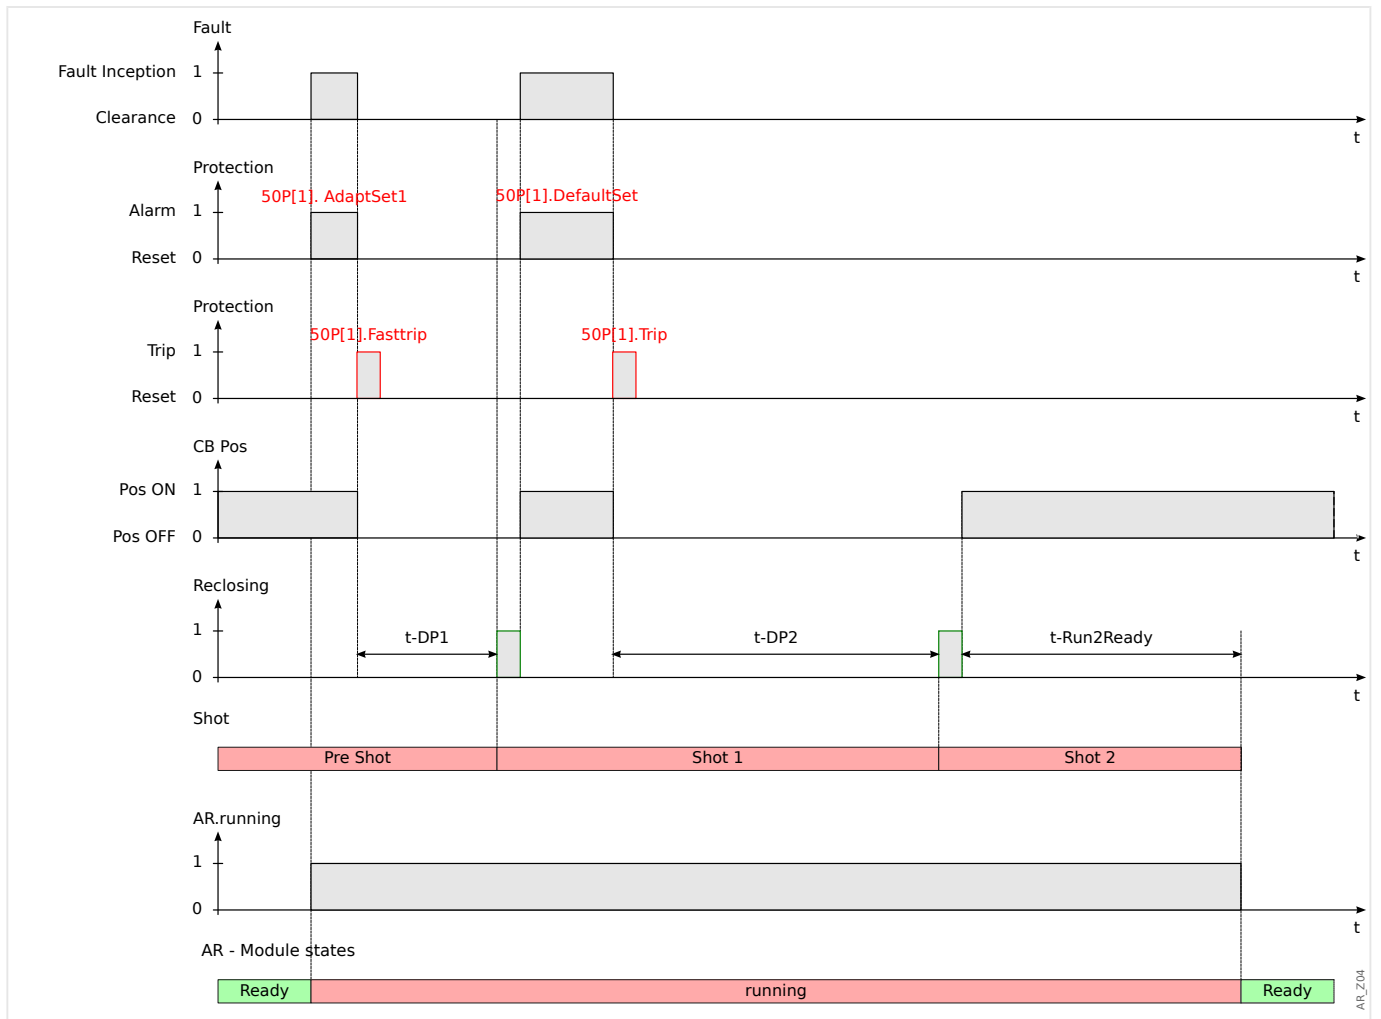 Fault
Fault Inception 1
Clearance 0
t
Protection
50P[1]. AdaptSet1 50P[1].DefaultSet
Alarm 1
Reset 0
t
Protection
50P[1].Fasttrip 50P[1].Trip
Trip 1
Reset 0
t
CB Pos
Pos ON 1
Pos OFF 0
t
Reclosing
1 t-DP1 t-DP2 t-Run2Ready
0
t
Shot
Pre Shot Shot 1 Shot 2
AR.running
1
0
t
AR - Module states
Ready running Ready
AR_Z04